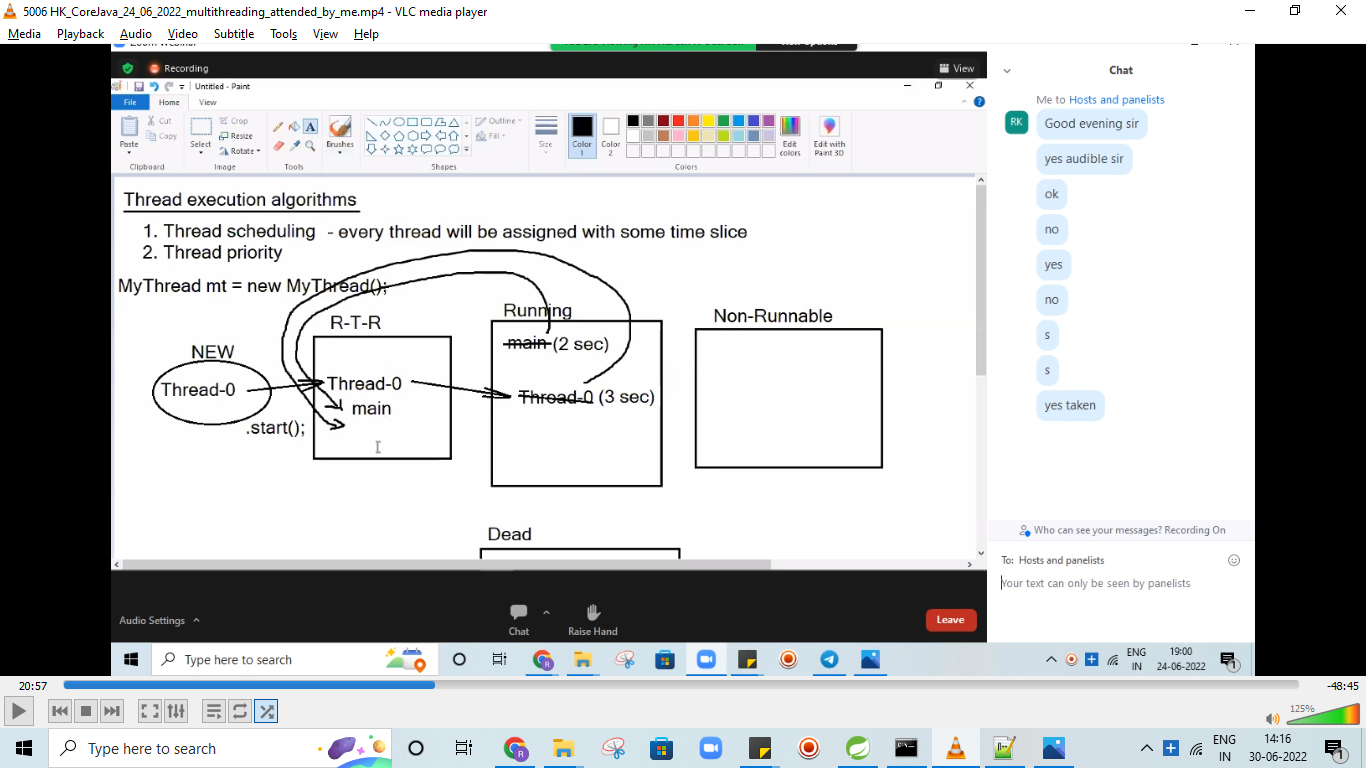 5006 HK_CoreJava_24_06_2022_multithreading_attended_by_me.mp4 - VLC media player
Media Playback Audio Video Subtitle Tools View Help
Recording
View
Untitled - Paint
File Home View
Paste
Cut
Copy
Clipboard
Select
Crop
Resize
Rotate
Image
A
Tools
Brushes
Shapes
Outline
Fill
Size
Color 1
Color 2
Colors
Edit colors
Edit with Paint 3D
Thread execution algorithms
1. Thread scheduling - every thread will be assigned with some time slice
2. Thread priority
MyThread mt = new MyThread();
NEW
Thread-0
.start();
R-T-R
Thread-0
main
Running
main (2 sec)
Thread-0 (3 sec)
Non-Runnable
Dead
Audio Settings
Chat
Raise Hand
Leave
Chat
Me to Hosts and panelists
RK
Good evening sir
yes audible sir
ok
no
yes
no
s
s
yes taken
Who can see your messages? Recording On
To: Hosts and panelists
Your text can only be seen by panelists
Type here to search
ENG
IN
19:00
24-06-2022
1
20:57
-48:45
125%
Type here to search
ENG
IN
14:16
30-06-2022
1